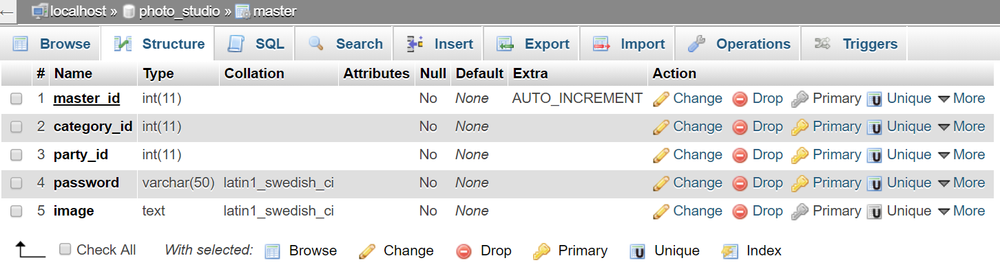 localhost » photo_studio » master
Browse Structure SQL Search Insert Export Import Operations Triggers
# Name Type Collation Attributes Null Default Extra Action
1 master_id int(11) No None AUTO_INCREMENT Change Drop Primary Unique More
2 category_id int(11) No None Change Drop Primary Unique More
3 party_id int(11) No None Change Drop Primary Unique More
4 password varchar(50) latin1_swedish_ci No None Change Drop Primary Unique More
5 image text latin1_swedish_ci No None Change Drop Primary Unique More
Check All With selected: Browse Change Drop Primary Unique Index